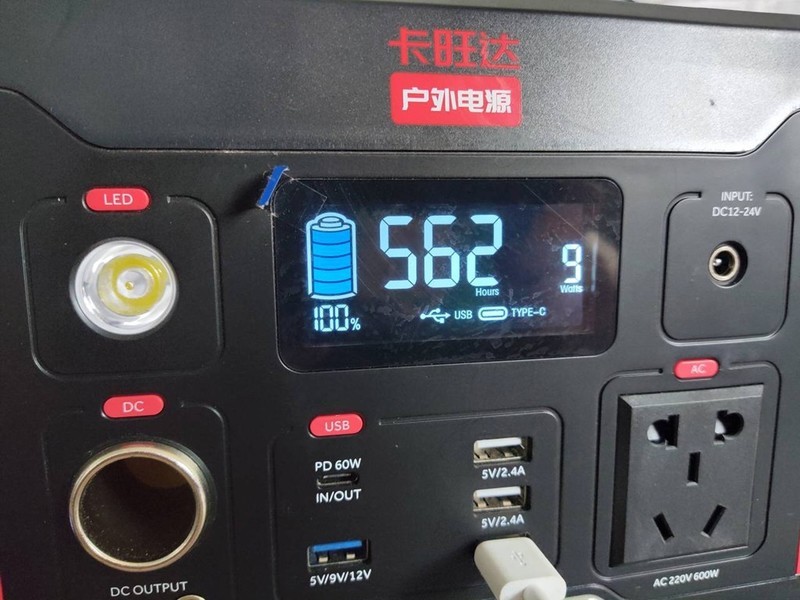 卡旺达
户外电源
LED
562
Hours
9
Watts
100%
USB TYPE-C
INPUT:
DC12-24V
DC
DC OUTPUT
USB
PD 60W
IN/OUT
5V/9V/12V
5V/2.4A
5V/2.4A
AC
AC 220V 600W